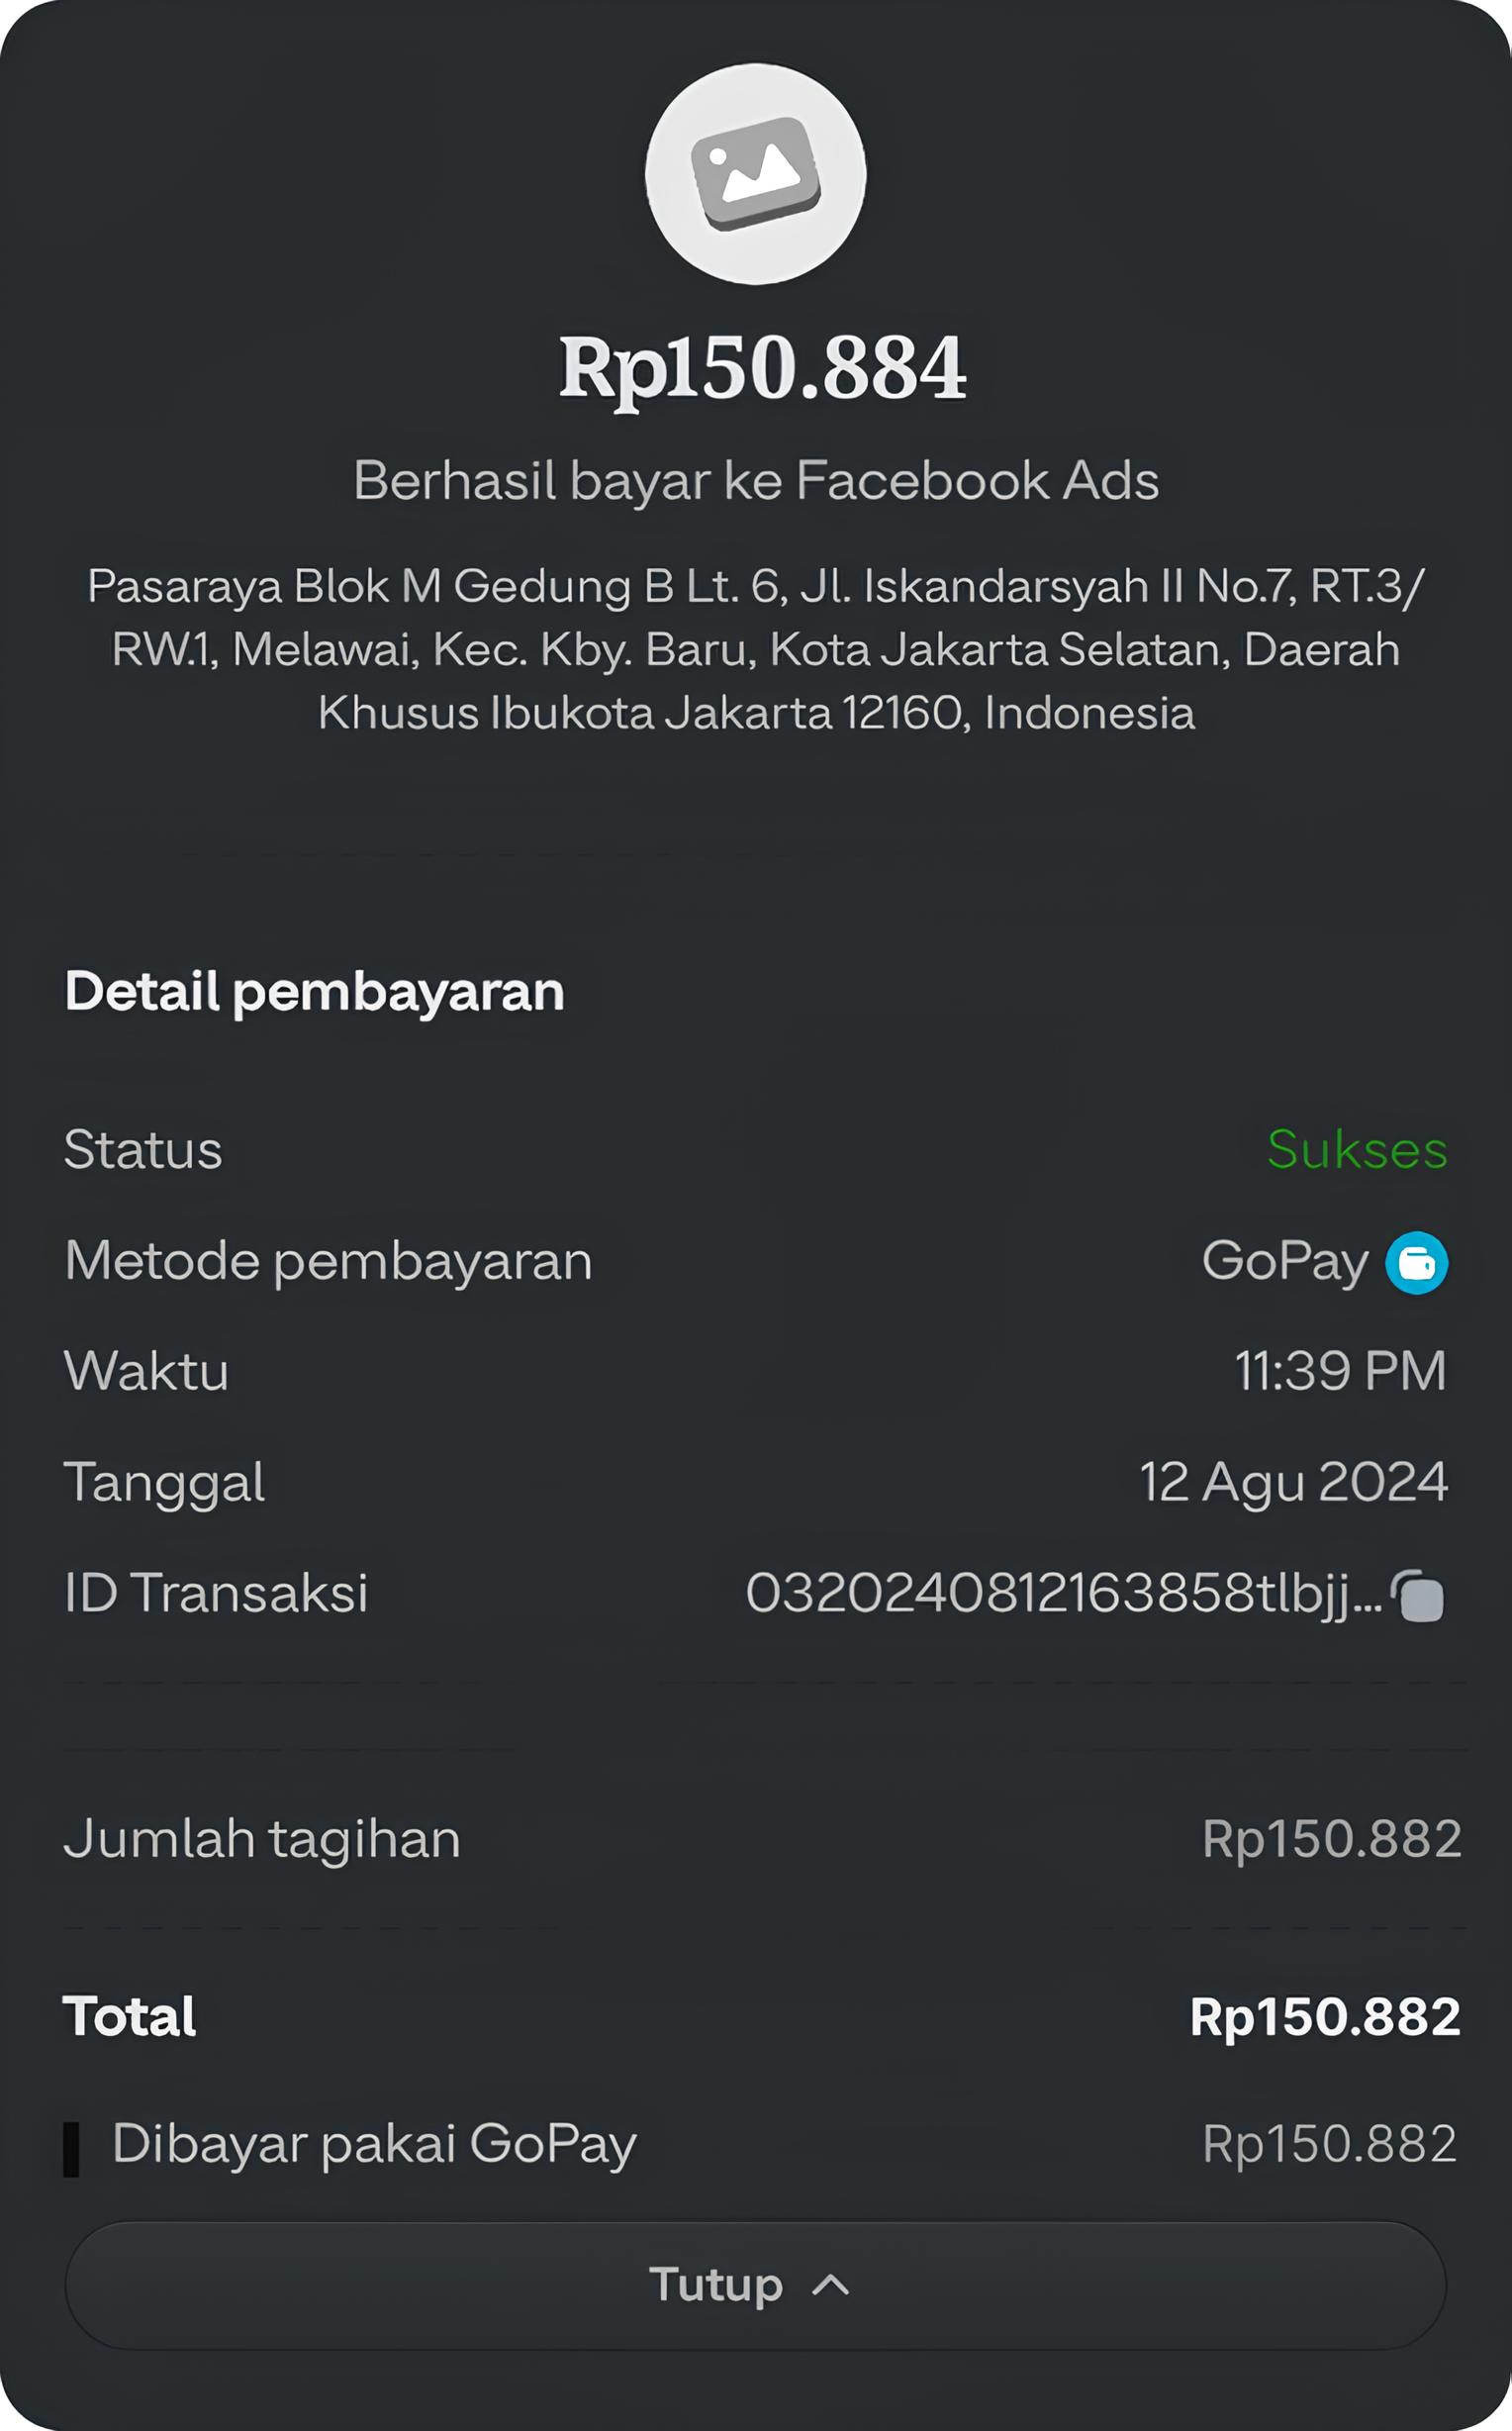 Rp150.884
Berhasil bayar ke Facebook Ads
Pasaraya Blok M Gedung B Lt. 6, Jl. Iskandarsyah II No.7, RT.3/
RW.1, Melawai, Kec. Kby. Baru, Kota Jakarta Selatan, Daerah
Khusus Ibukota Jakarta 12160, Indonesia
Detail pembayaran
Status Sukses
Metode pembayaran GoPay
Waktu 11:39 PM
Tanggal 12 Agu 2024
ID Transaksi 0320240812163858tlbjj...
Jumlah tagihan Rp150.882
Total Rp150.882
Dibayar pakai GoPay Rp150.882
Tutup